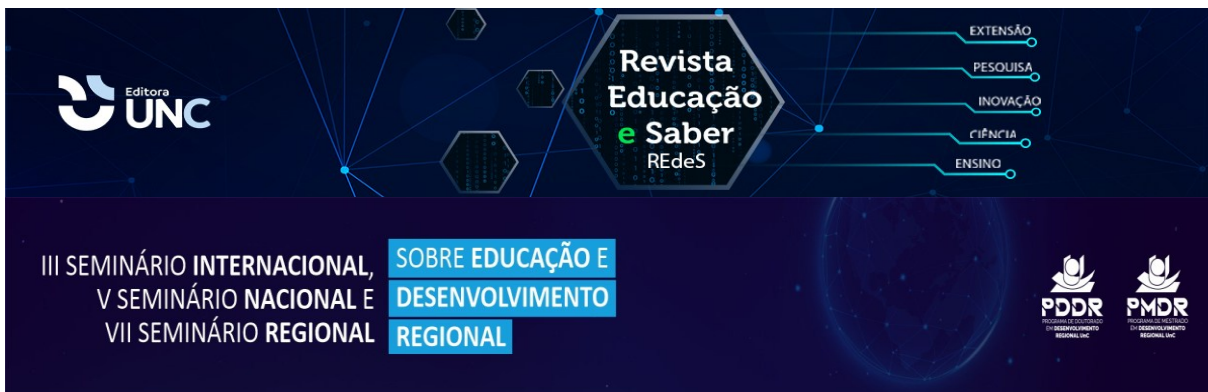 Editora
UNC
Revista
Educação
e Saber
REdeS
EXTENSÃO
PESQUISA
INOVAÇÃO
CIÊNCIA
ENSINO
III SEMINÁRIO INTERNACIONAL,
V SEMINÁRIO NACIONAL E
VII SEMINÁRIO REGIONAL
SOBRE EDUCAÇÃO E
DESENVOLVIMENTO
REGIONAL
PDDR
PROGRAMA DE DOUTORADO
EM DESENVOLVIMENTO
REGIONAL UnC
PMDR
PROGRAMA DE MESTRADO
EM DESENVOLVIMENTO
REGIONAL UnC